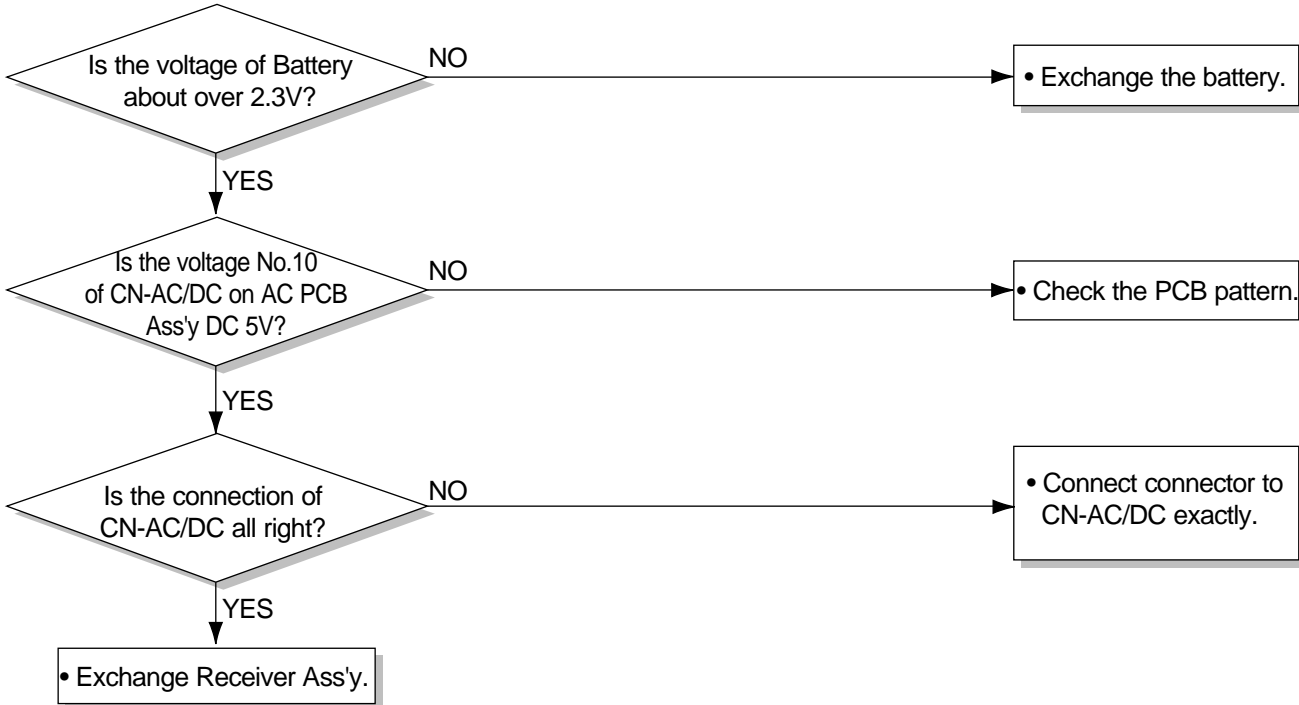 Is the voltage of Battery
about over 2.3V?
NO
• Exchange the battery.
YES
Is the voltage No.10
of CN-AC/DC on AC PCB
Ass'y DC 5V?
NO
• Check the PCB pattern.
YES
Is the connection of
CN-AC/DC all right?
NO
• Connect connector to
CN-AC/DC exactly.
YES
• Exchange Receiver Ass'y.